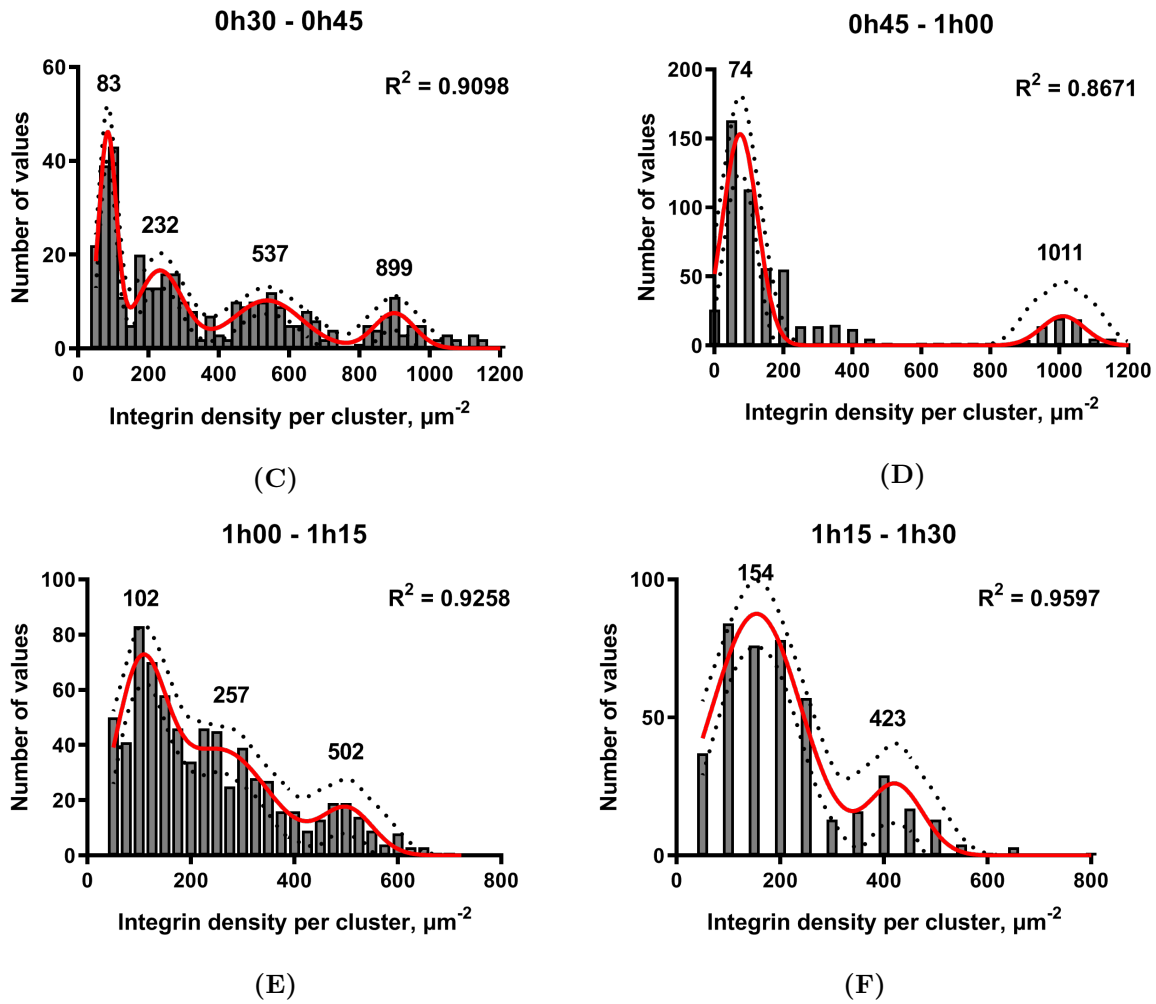 0h30 - 0h45
83
R² = 0.9098
232
537
899
60
40
20
0
Number of values
0 200 400 600 800 1000 1200
Integrin density per cluster, µm⁻²
(C)
0h45 - 1h00
74
R² = 0.8671
1011
200
150
100
50
0
Number of values
0 200 400 600 800 1000 1200
Integrin density per cluster, µm⁻²
(D)
1h00 - 1h15
102
R² = 0.9258
257
502
100
80
60
40
20
0
Number of values
0 200 400 600 800
Integrin density per cluster, µm⁻²
(E)
1h15 - 1h30
154
R² = 0.9597
423
100
50
0
Number of values
0 200 400 600 800
Integrin density per cluster, µm⁻²
(F)